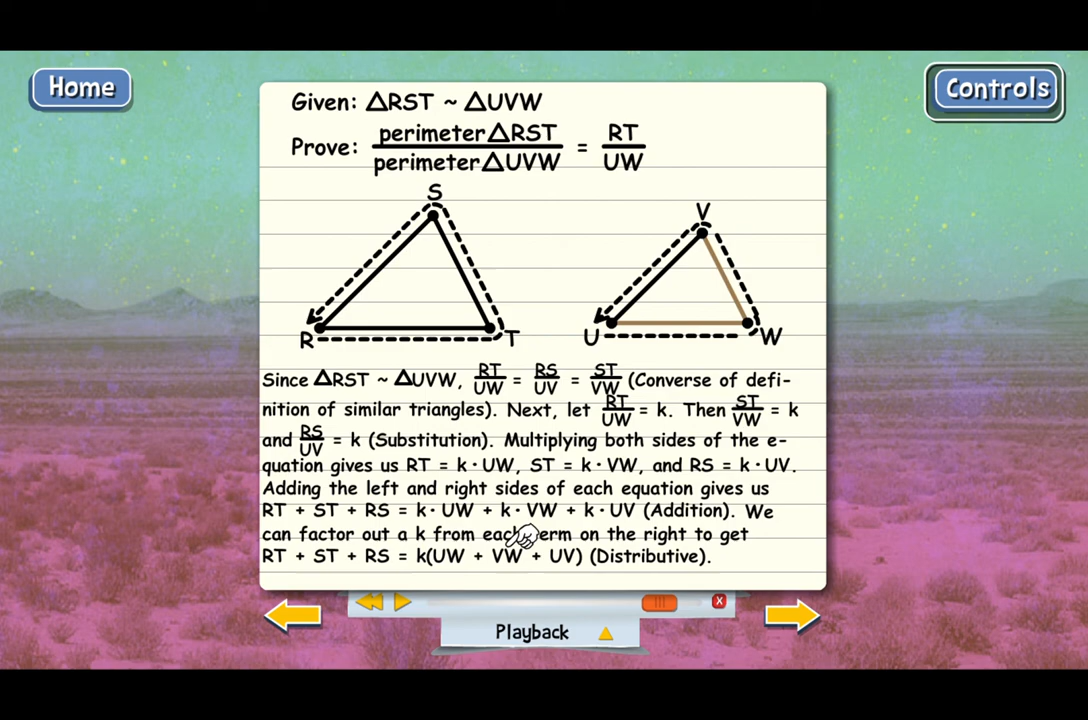 Home
Controls
Given: △RST ~ △UVW
Prove: perimeter△RST / perimeter△UVW = RT / UW
S
V
R
T
U
W
Since △RST ~ △UVW, RT/UW = RS/UV = ST/VW (Converse of defi-
nition of similar triangles). Next, let RT/UW = k. Then ST/VW = k
and RS/UV = k (Substitution). Multiplying both sides of the e-
quation gives us RT = k · UW, ST = k · VW, and RS = k · UV.
Adding the left and right sides of each equation gives us
RT + ST + RS = k · UW + k · VW + k · UV (Addition). We
can factor out a k from each term on the right to get
RT + ST + RS = k(UW + VW + UV) (Distributive).
Playback